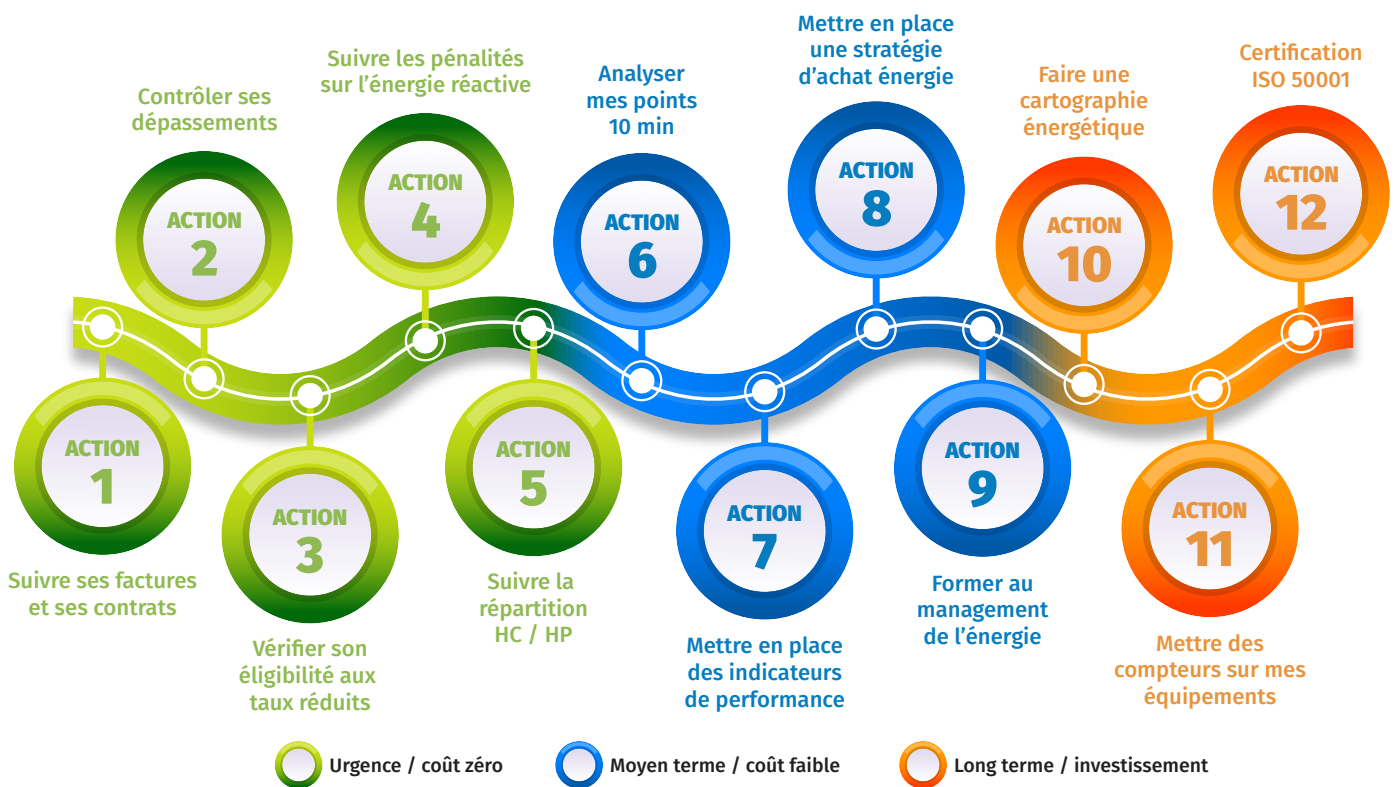 Suivre ses factures
et ses contrats
ACTION
1
Contrôler ses
dépassements
ACTION
2
ACTION
3
Vérifier son
éligibilité aux
taux réduits
Suivre les pénalités
sur l'énergie réactive
ACTION
4
ACTION
5
Suivre la
répartition
HC / HP
Analyser
mes points
10 min
ACTION
6
ACTION
7
Mettre en place
des indicateurs
de performance
Mettre en place
une stratégie
d'achat énergie
ACTION
8
ACTION
9
Former au
management
de l'énergie
Faire une
cartographie
énergétique
ACTION
10
ACTION
11
Mettre des
compteurs sur mes
équipements
Certification
ISO 50001
ACTION
12
Urgence / coût zéro
Moyen terme / coût faible
Long terme / investissement